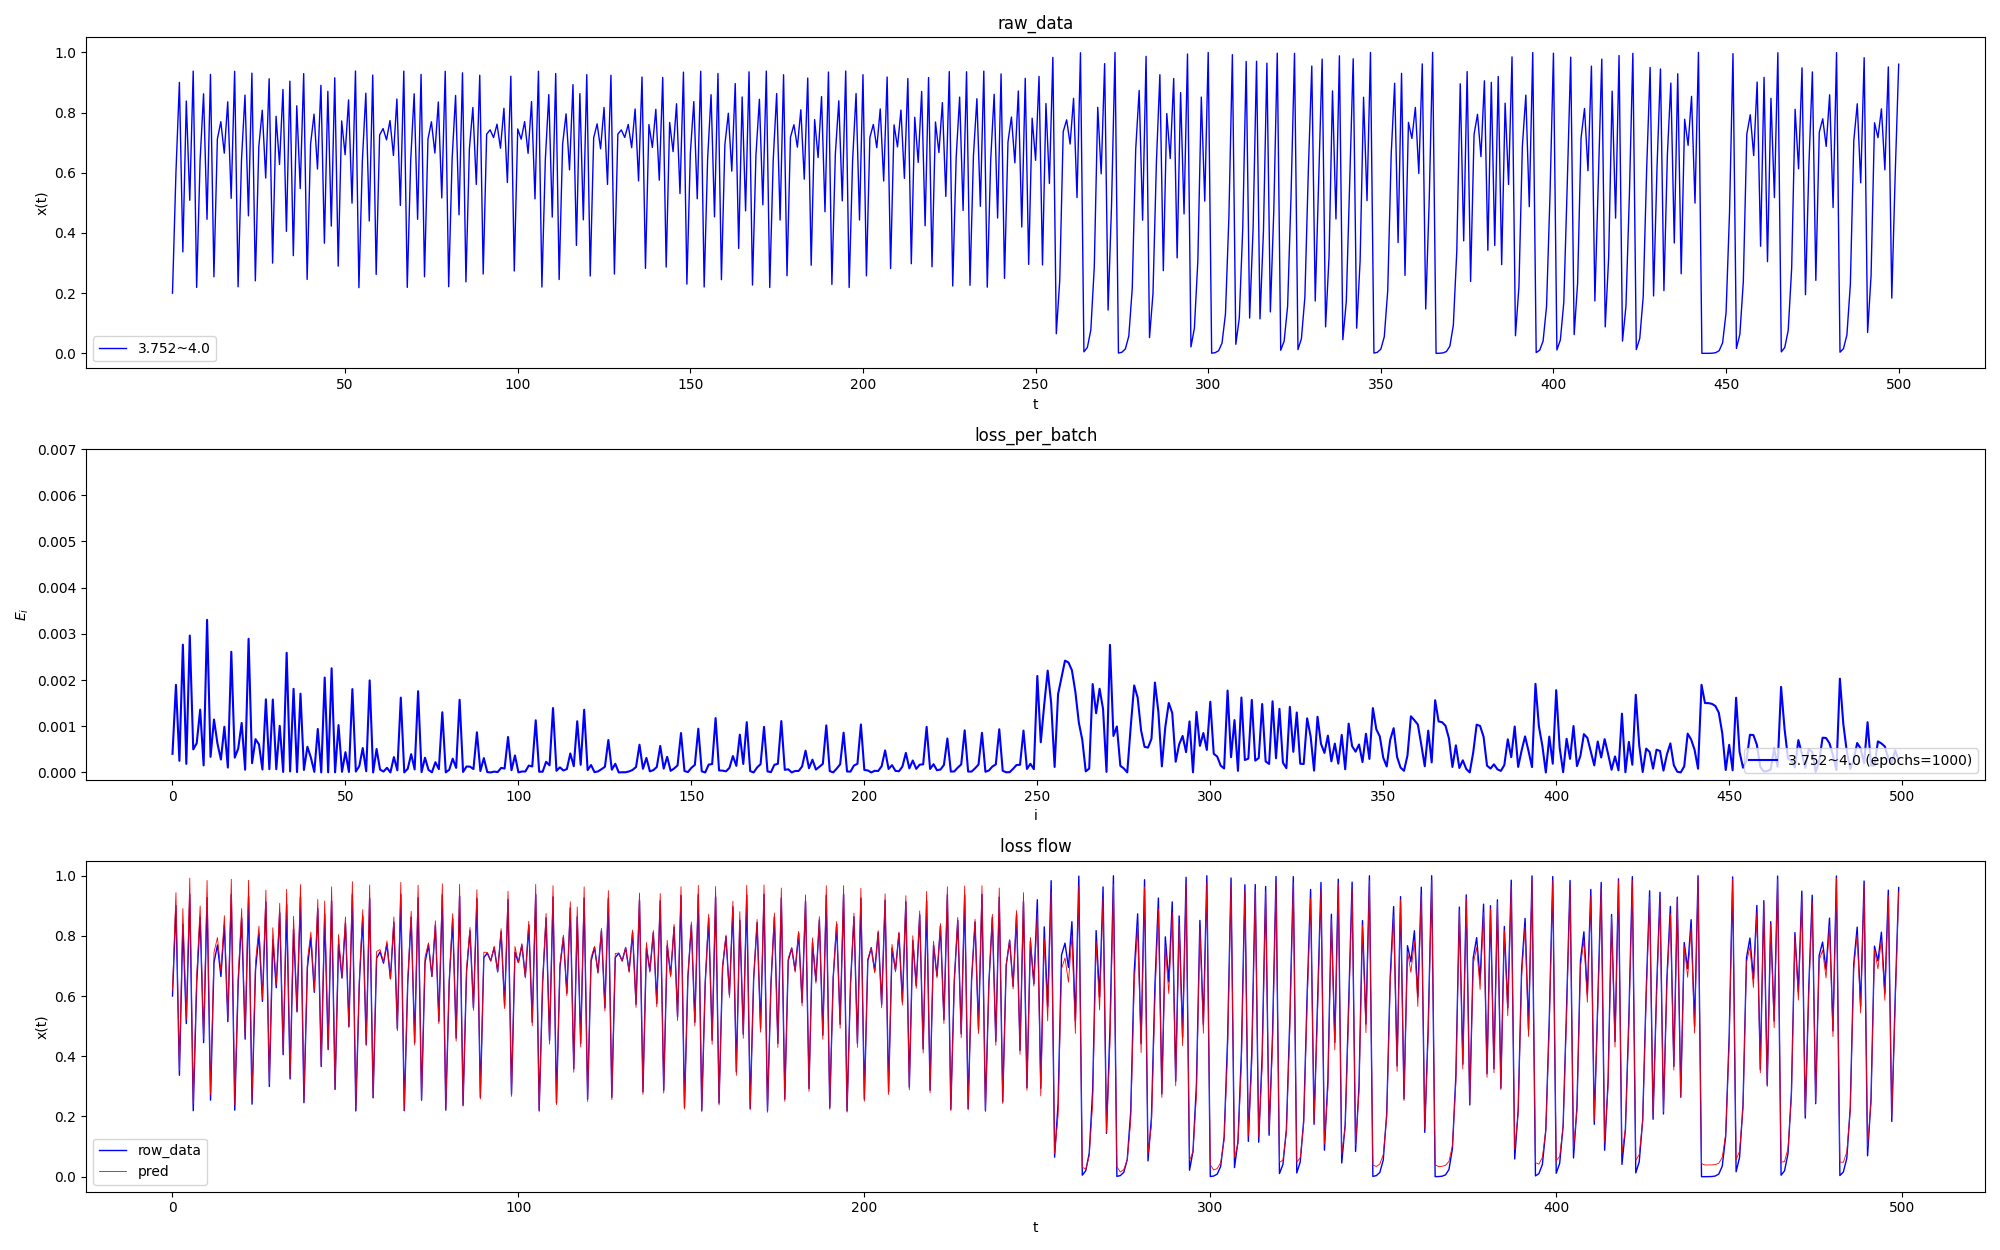 raw_data
1.0
0.8
0.6
0.4
0.2
0.0
x(t)
3.752~4.0
50 100 150 200 250 300 350 400 450 500
t
loss_per_batch
0.007
0.006
0.005
0.004
0.003
0.002
0.001
0.000
E_i
3.752~4.0 (epochs=1000)
0 50 100 150 200 250 300 350 400 450 500
i
loss flow
1.0
0.8
0.6
0.4
0.2
0.0
x(t)
row_data
pred
0 100 200 300 400 500
t